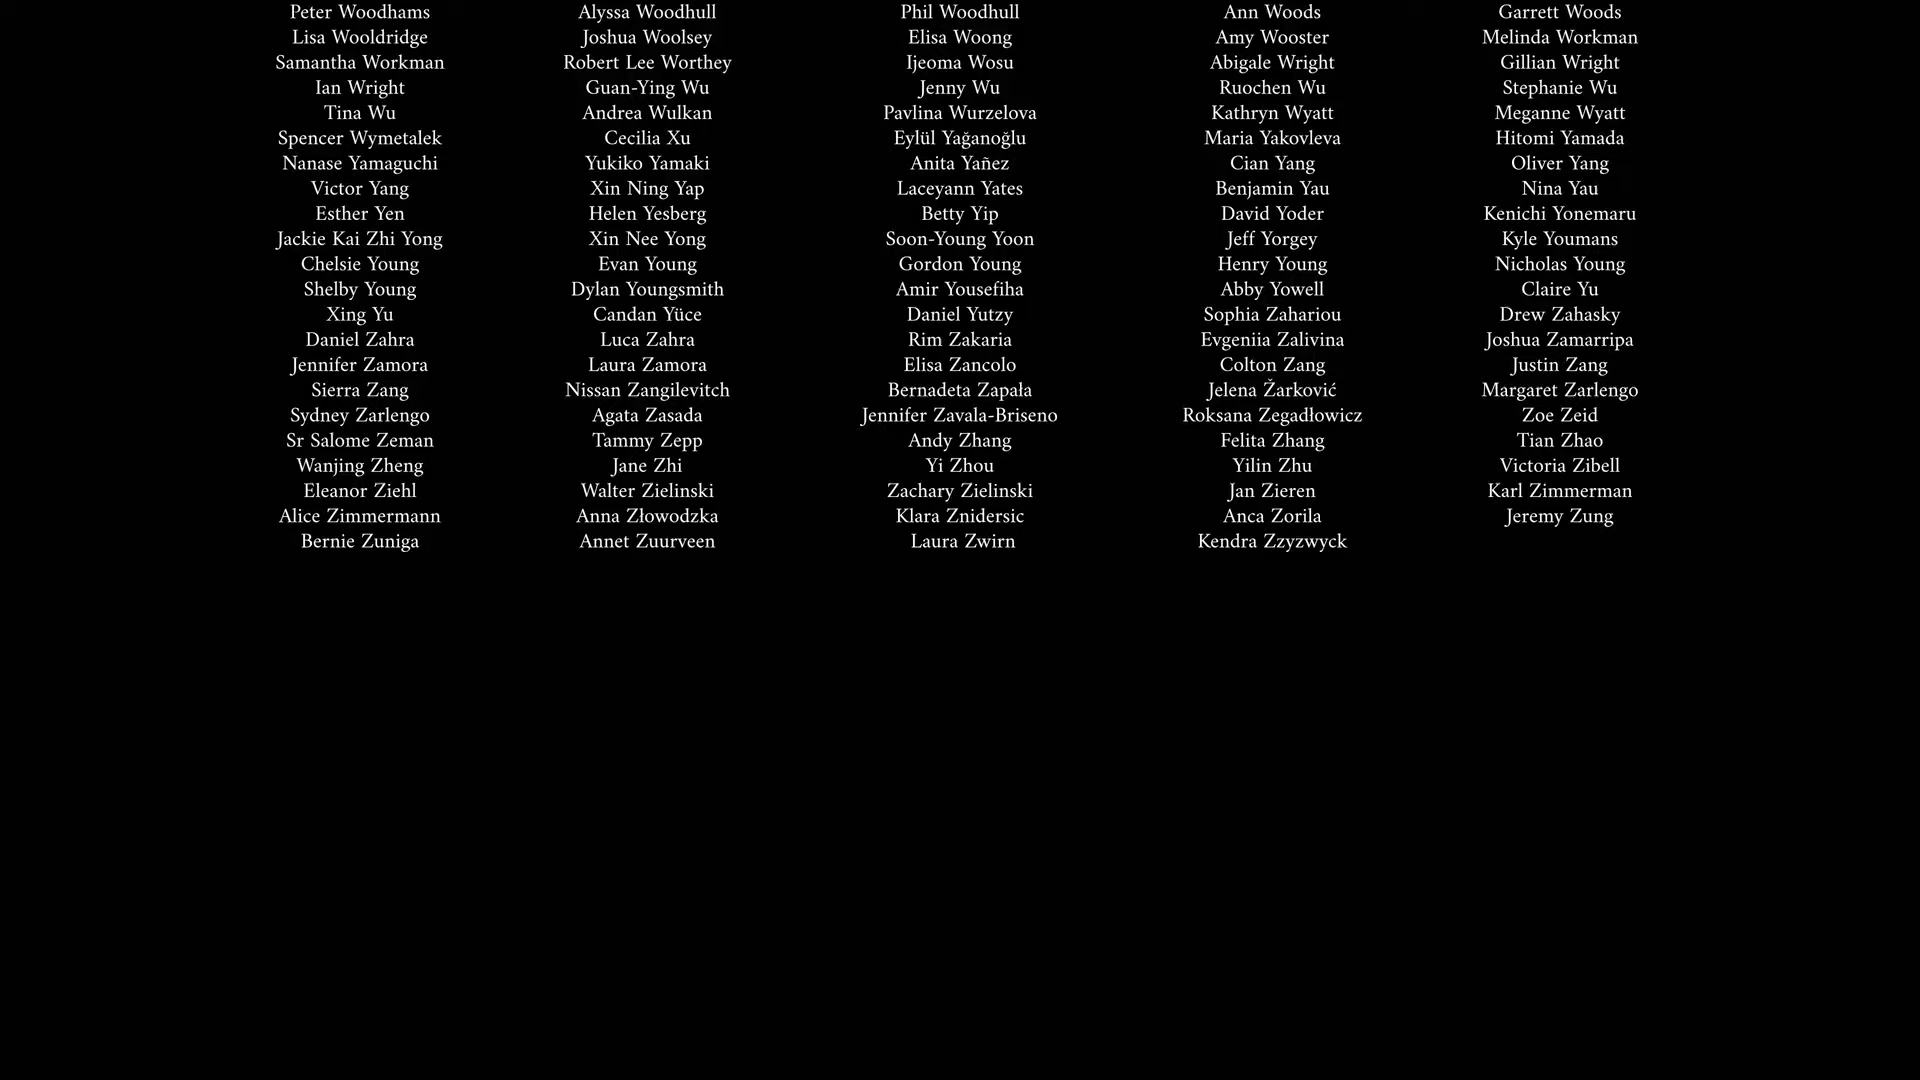 Peter Woodhams Alyssa Woodhull Phil Woodhull Ann Woods Garrett Woods
Lisa Wooldridge Joshua Woolsey Elisa Woong Amy Wooster Melinda Workman
Samantha Workman Robert Lee Worthey Ijeoma Wosu Abigale Wright Gillian Wright
Ian Wright Guan-Ying Wu Jenny Wu Ruochen Wu Stephanie Wu
Tina Wu Andrea Wulkan Pavlina Wurzelova Kathryn Wyatt Meganne Wyatt
Spencer Wymetalek Cecilia Xu Eylül Yağanoğlu Maria Yakovleva Hitomi Yamada
Nanase Yamaguchi Yukiko Yamaki Anita Yañez Cian Yang Oliver Yang
Victor Yang Xin Ning Yap Laceyann Yates Benjamin Yau Nina Yau
Esther Yen Helen Yesberg Betty Yip David Yoder Kenichi Yonemaru
Jackie Kai Zhi Yong Xin Nee Yong Soon-Young Yoon Jeff Yorgey Kyle Youmans
Chelsie Young Evan Young Gordon Young Henry Young Nicholas Young
Shelby Young Dylan Youngsmith Amir Yousefiha Abby Yowell Claire Yu
Xing Yu Candan Yüce Daniel Yutzy Sophia Zahariou Drew Zahasky
Daniel Zahra Luca Zahra Rim Zakaria Evgeniia Zalivina Joshua Zamarripa
Jennifer Zamora Laura Zamora Elisa Zancolo Colton Zang Justin Zang
Sierra Zang Nissan Zangilevitch Bernadeta Zapała Jelena Žarković Margaret Zarlengo
Sydney Zarlengo Agata Zasada Jennifer Zavala-Briseno Roksana Zegadłowicz Zoe Zeid
Sr Salome Zeman Tammy Zepp Andy Zhang Felita Zhang Tian Zhao
Wanjing Zheng Jane Zhi Yi Zhou Yilin Zhu Victoria Zibell
Eleanor Ziehl Walter Zielinski Zachary Zielinski Jan Zieren Karl Zimmerman
Alice Zimmermann Anna Złowodzka Klara Znidersic Anca Zorila Jeremy Zung
Bernie Zuniga Annet Zuurveen Laura Zwirn Kendra Zzyzwyck